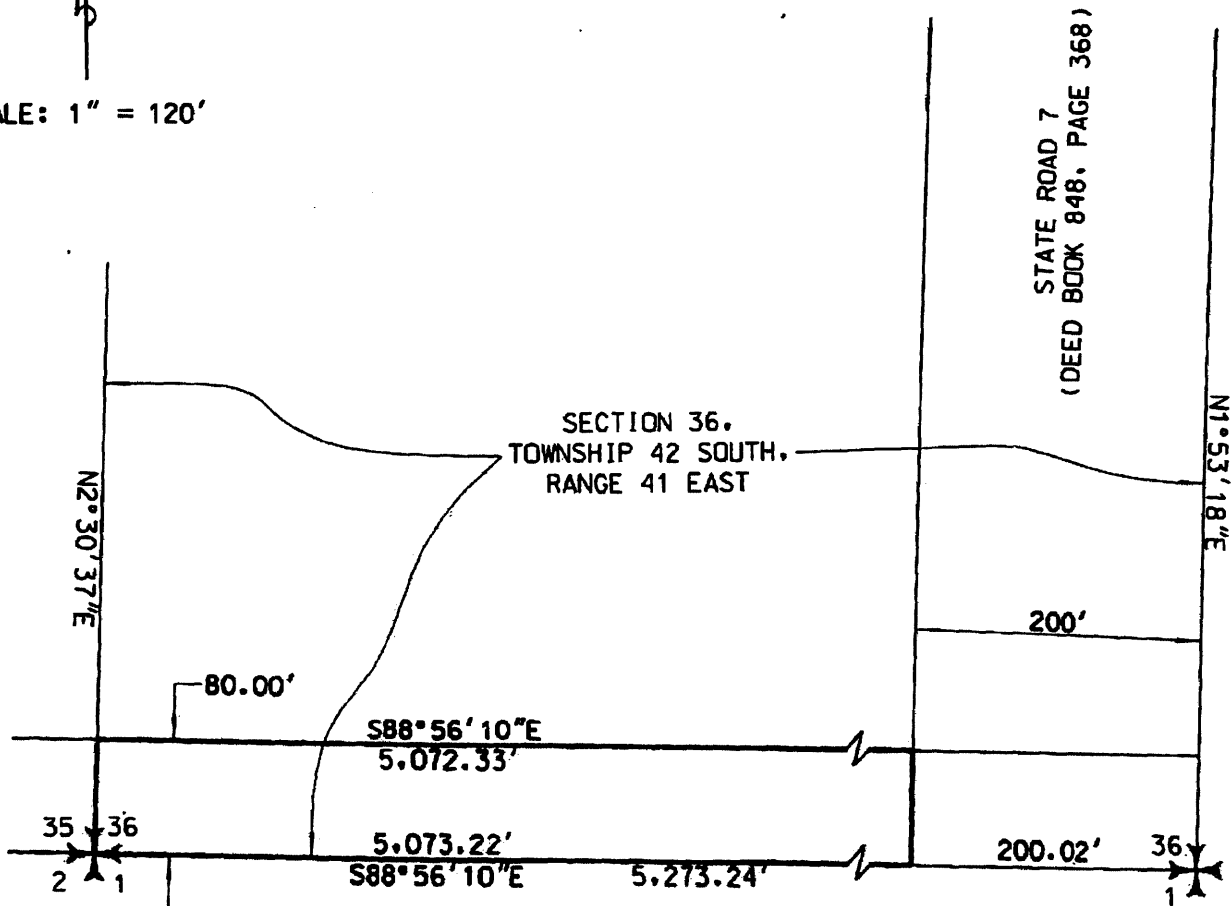 ALE: 1" = 120'
STATE ROAD 7
(DEED BOOK 848, PAGE 368)
SECTION 36,
TOWNSHIP 42 SOUTH,
RANGE 41 EAST
N2°30'37"E
N1°53'18"E
200'
80.00'
S88°56'10"E
5,072.33'
35 36
5,073.22'
200.02'
36
S88°56'10"E
5,273.24'
2 1
1